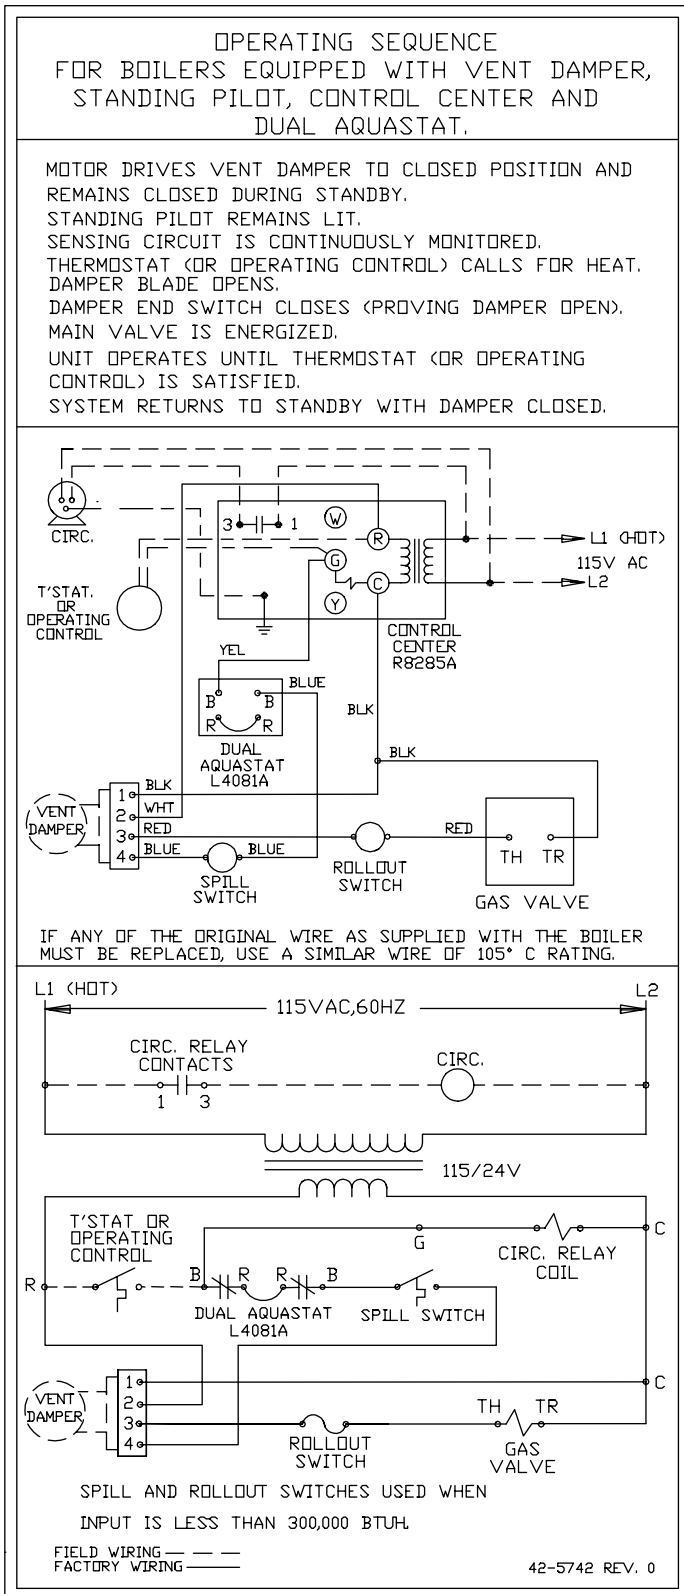 OPERATING SEQUENCE
FOR BOILERS EQUIPPED WITH VENT DAMPER,
STANDING PILOT, CONTROL CENTER AND
DUAL AQUASTAT.
MOTOR DRIVES VENT DAMPER TO CLOSED POSITION AND
REMAINS CLOSED DURING STANDBY.
STANDING PILOT REMAINS LIT.
SENSING CIRCUIT IS CONTINUOUSLY MONITORED.
THERMOSTAT (OR OPERATING CONTROL) CALLS FOR HEAT.
DAMPER BLADE OPENS.
DAMPER END SWITCH CLOSES (PROVING DAMPER OPEN).
MAIN VALVE IS ENERGIZED.
UNIT OPERATES UNTIL THERMOSTAT (OR OPERATING
CONTROL) IS SATISFIED.
SYSTEM RETURNS TO STANDBY WITH DAMPER CLOSED.
CIRC.
3 1
W
R
G
C
Y
L1 (HOT)
115V AC
L2
T'STAT.
OR
OPERATING
CONTROL
CONTROL
CENTER
R8285A
YEL
BLUE
B B
R R
DUAL
AQUASTAT
L4081A
BLK
BLK
VENT
DAMPER
1 BLK
2 WHT
3 RED
4 BLUE
BLUE
SPILL
SWITCH
ROLLOUT
SWITCH
RED
TH TR
GAS VALVE
IF ANY OF THE ORIGINAL WIRE AS SUPPLIED WITH THE BOILER
MUST BE REPLACED, USE A SIMILAR WIRE OF 105° C RATING.
L1 (HOT)
L2
115VAC,60HZ
CIRC. RELAY
CONTACTS
1 3
CIRC.
115/24V
T'STAT OR
OPERATING
CONTROL
R
G
CIRC. RELAY
COIL
C
B R R B
DUAL AQUASTAT
L4081A
SPILL SWITCH
VENT
DAMPER
1
2
3
4
C
ROLLOUT
SWITCH
TH TR
GAS
VALVE
SPILL AND ROLLOUT SWITCHES USED WHEN
INPUT IS LESS THAN 300,000 BTUH.
FIELD WIRING
FACTORY WIRING
42-5742 REV. 0